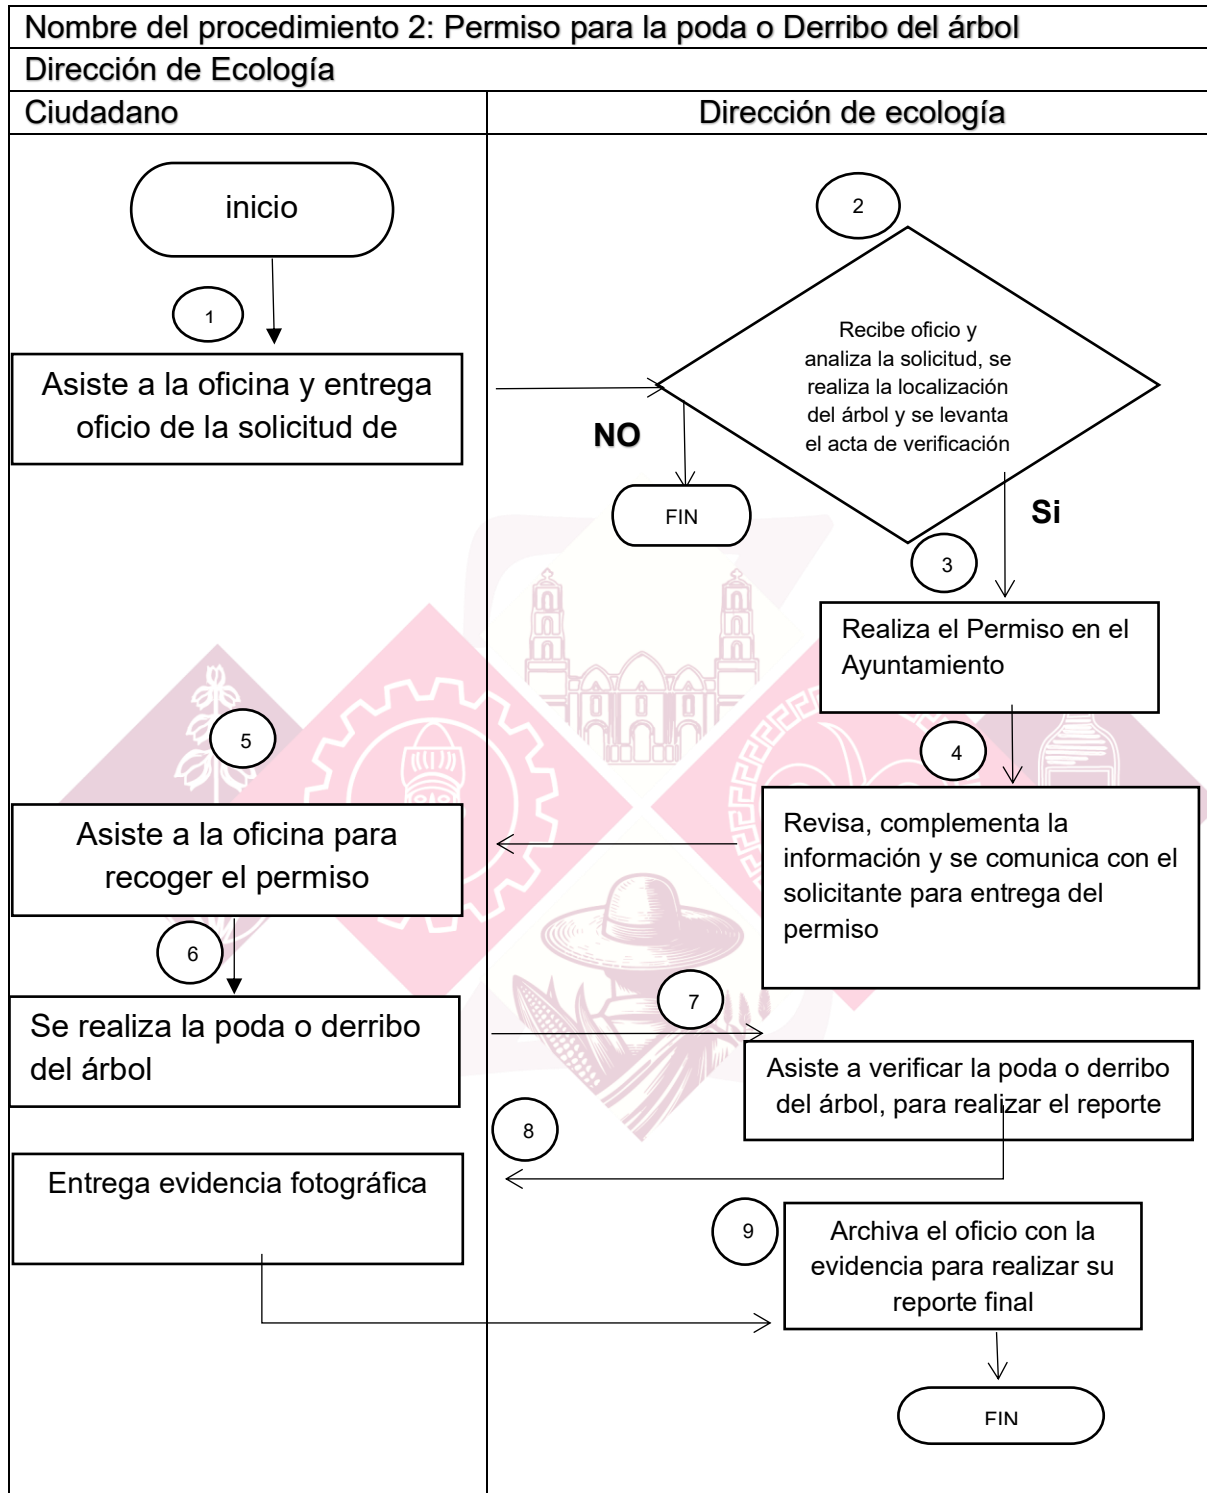 Nombre del procedimiento 2: Permiso para la poda o Derribo del árbol
Dirección de Ecología
Ciudadano
Dirección de ecología
inicio
1
Asiste a la oficina y entrega
oficio de la solicitud de
2
Recibe oficio y
analiza la solicitud, se
realiza la localización
del árbol y se levanta
el acta de verificación
NO
FIN
Si
3
Realiza el Permiso en el
Ayuntamiento
4
Revisa, complementa la
información y se comunica con el
solicitante para entrega del
permiso
5
Asiste a la oficina para
recoger el permiso
6
Se realiza la poda o derribo
del árbol
7
Asiste a verificar la poda o derribo
del árbol, para realizar el reporte
8
Entrega evidencia fotográfica
9
Archiva el oficio con la
evidencia para realizar su
reporte final
FIN